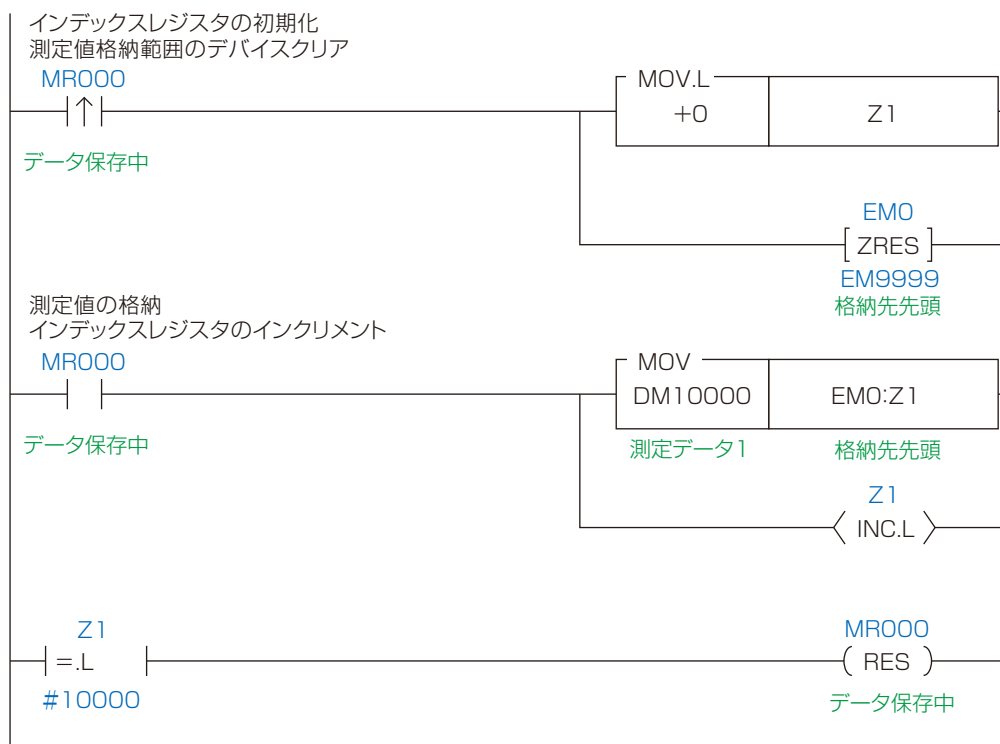 インデックスレジスタの初期化
測定値格納範囲のデバイスクリア
MR000
データ保存中
MOV.L
+0
Z1
EM0
ZRES
EM9999
格納先先頭
測定値の格納
インデックスレジスタのインクリメント
MR000
データ保存中
MOV
DM10000
EM0:Z1
測定データ1
格納先先頭
Z1
INC.L
Z1
=.L
#10000
MR000
RES
データ保存中